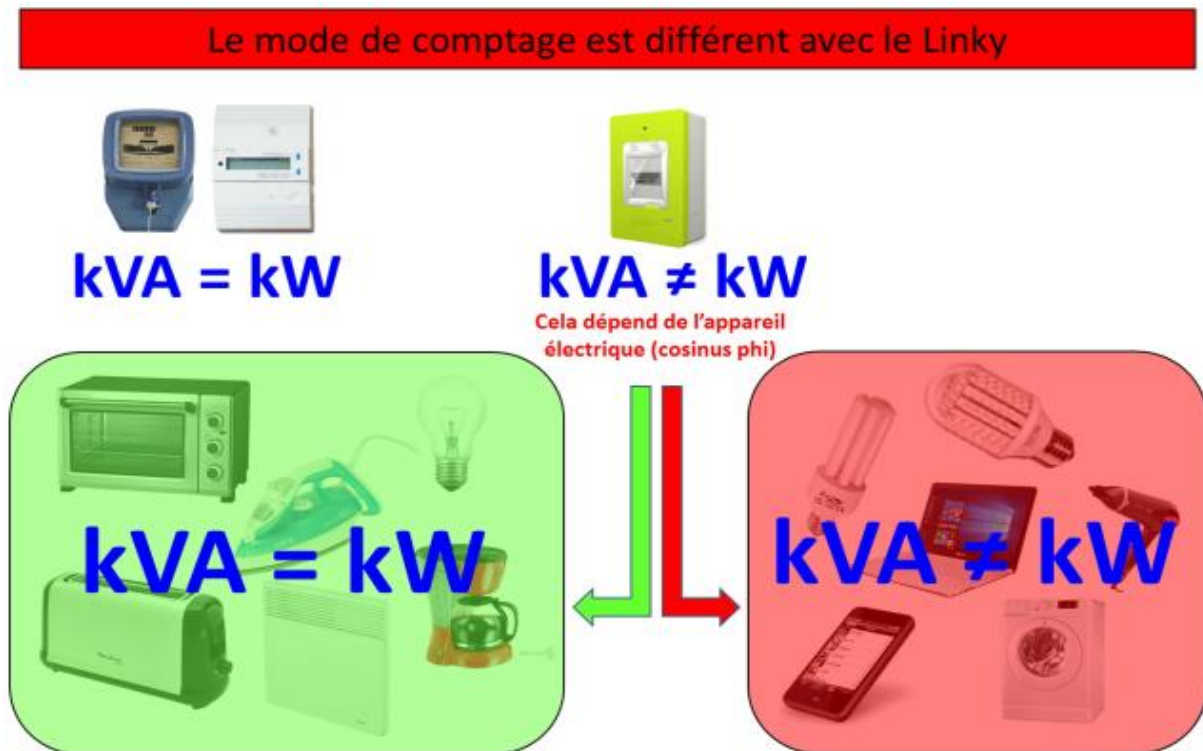 Le mode de comptage est différent avec le Linky
kVA = kW
kVA ≠ kW
Cela dépend de l'appareil
électrique (cosinus phi)
kVA = kW
kVA ≠ kW